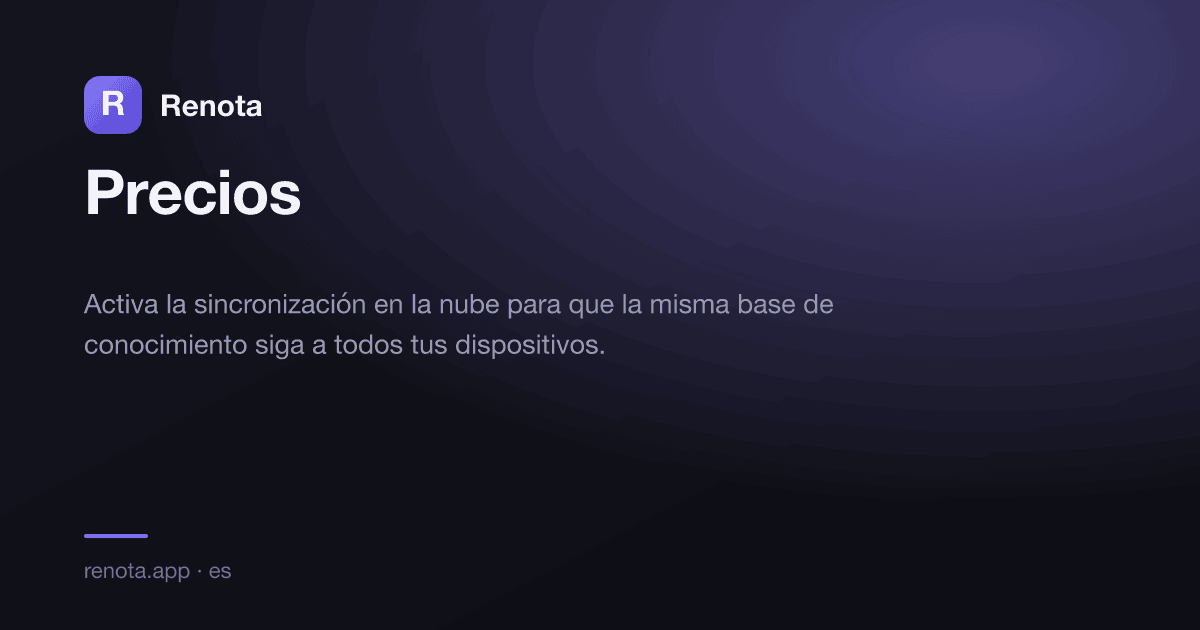 R
Renota
Precios
Activa la sincronización en la nube para que la misma base de
conocimiento siga a todos tus dispositivos.
renota.app · es